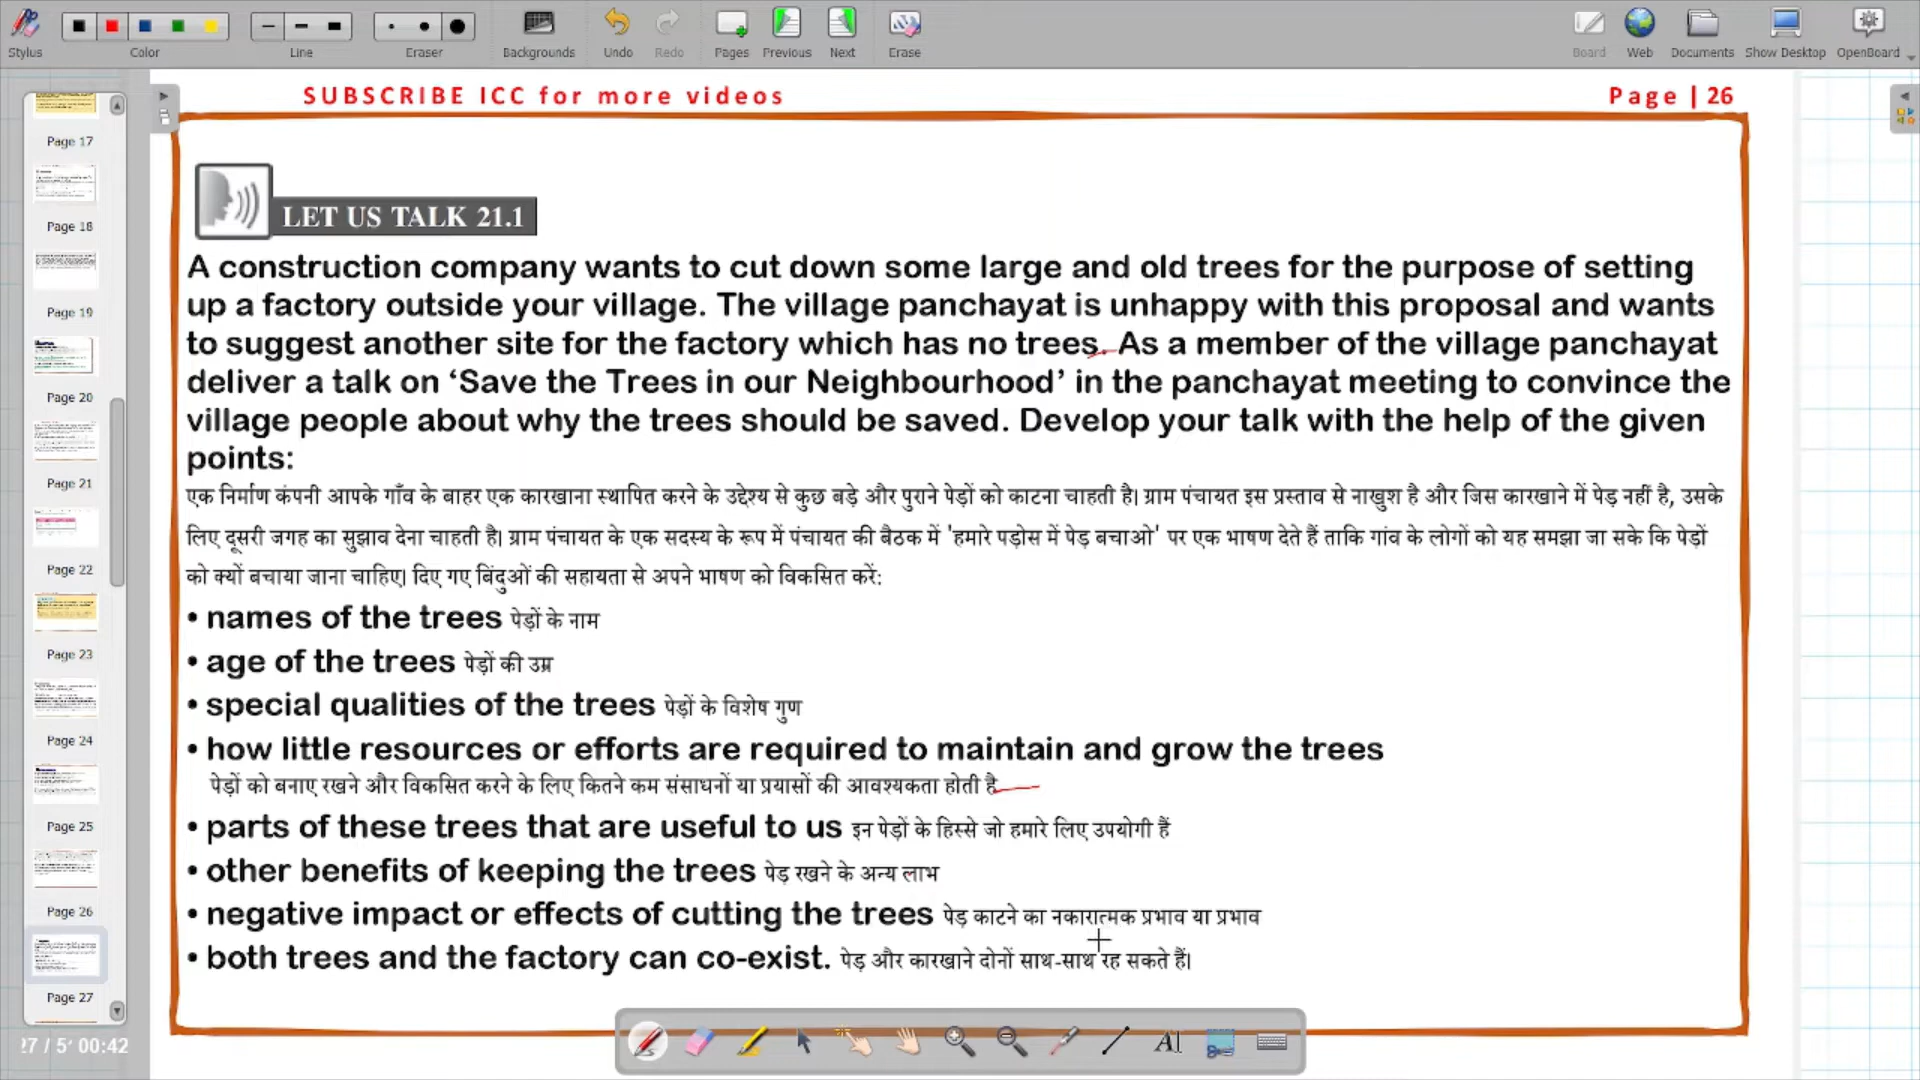 Stylus
Color
Line
Eraser
Backgrounds
Undo
Redo
Pages
Previous
Next
Erase
Board
Web
Documents
Show Desktop
OpenBoard
SUBSCRIBE ICC for more videos
Page | 26
LET US TALK 21.1
A construction company wants to cut down some large and old trees for the purpose of setting
up a factory outside your village. The village panchayat is unhappy with this proposal and wants
to suggest another site for the factory which has no trees. As a member of the village panchayat
deliver a talk on ‘Save the Trees in our Neighbourhood’ in the panchayat meeting to convince the
village people about why the trees should be saved. Develop your talk with the help of the given
points:
एक निर्माण कंपनी आपके गाँव के बाहर एक कारखाना स्थापित करने के उद्देश्य से कुछ बड़े और पुराने पेड़ों को काटना चाहती है। ग्राम पंचायत इस प्रस्ताव से नाखुश है और जिस कारखाने में पेड़ नहीं है, उसके
लिए दूसरी जगह का सुझाव देना चाहती है। ग्राम पंचायत के एक सदस्य के रूप में पंचायत की बैठक में 'हमारे पड़ोस में पेड़ बचाओ' पर एक भाषण देते हैं ताकि गांव के लोगों को यह समझा जा सके कि पेड़ों
को क्यों बचाया जाना चाहिए। दिए गए बिंदुओं की सहायता से अपने भाषण को विकसित करें:
• names of the trees पेड़ों के नाम
• age of the trees पेड़ों की उम्र
• special qualities of the trees पेड़ों के विशेष गुण
• how little resources or efforts are required to maintain and grow the trees
पेड़ों को बनाए रखने और विकसित करने के लिए कितने कम संसाधनों या प्रयासों की आवश्यकता होती है
• parts of these trees that are useful to us इन पेड़ों के हिस्से जो हमारे लिए उपयोगी हैं
• other benefits of keeping the trees पेड़ रखने के अन्य लाभ
• negative impact or effects of cutting the trees पेड़ काटने का नकारात्मक प्रभाव या प्रभाव
• both trees and the factory can co-exist. पेड़ और कारखाने दोनों साथ-साथ रह सकते हैं।
Page 17
Page 18
Page 19
Page 20
Page 21
Page 22
Page 23
Page 24
Page 25
Page 26
Page 27
00:42